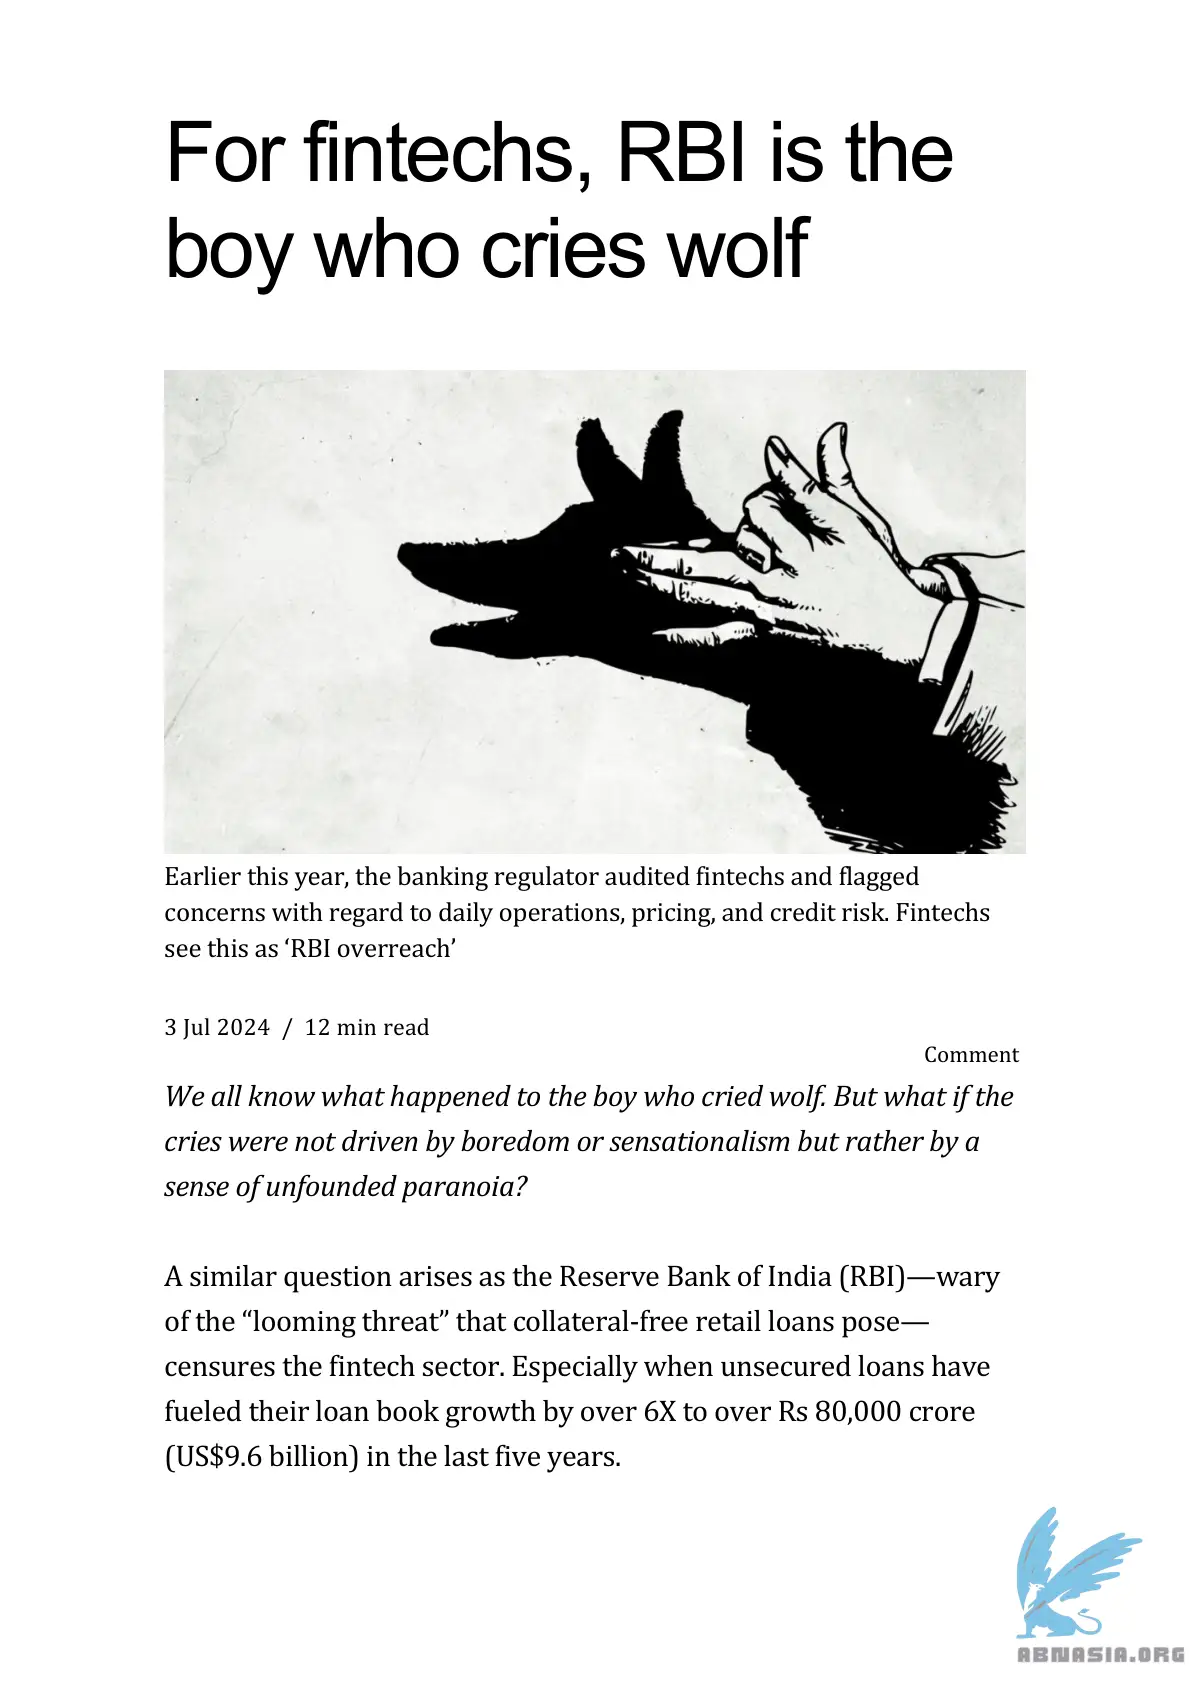 For fintechs, RBI is the
boy who cries wolf
Earlier this year, the banking regulator audited fintechs and flagged
concerns with regard to daily operations, pricing, and credit risk. Fintechs
see this as ‘RBI overreach’
3 Jul 2024 / 12 min read
Comment
We all know what happened to the boy who cried wolf. But what if the
cries were not driven by boredom or sensationalism but rather by a
sense of unfounded paranoia?
A similar question arises as the Reserve Bank of India (RBI)—wary
of the “looming threat” that collateral-free retail loans pose—
censures the fintech sector. Especially when unsecured loans have
fueled their loan book growth by over 6X to over Rs 80,000 crore
(US$9.6 billion) in the last five years.
ABNASIA.ORG